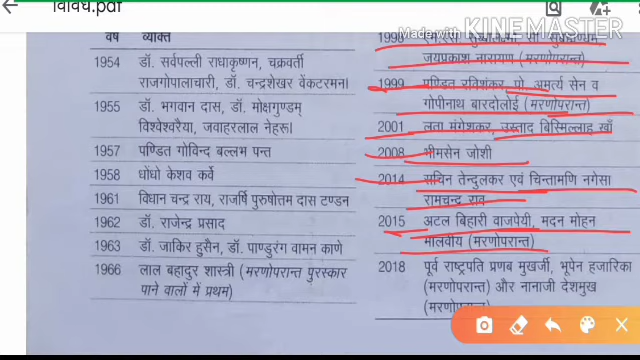 विविध.pdf
Made with KINEMASTER
वर्ष व्यक्ति
1954 डॉ. सर्वपल्ली राधाकृष्णन, चक्रवर्ती
राजगोपालाचारी, डॉ. चन्द्रशेखर वेंकटरमन।
1955 डॉ. भगवान दास, डॉ. मोक्षगुण्डम्
विश्वेश्वरैया, जवाहरलाल नेहरू।
1957 पण्डित गोविन्द बल्लभ पन्त
1958 धोंधो केशव कर्वे
1961 विधान चन्द्र राय, राजर्षि पुरुषोत्तम दास टण्डन
1962 डॉ. राजेन्द्र प्रसाद
1963 डॉ. जाकिर हुसैन, डॉ. पाण्डुरंग वामन काणे
1966 लाल बहादुर शास्त्री (मरणोपरान्त पुरस्कार
पाने वालों में प्रथम)
1998
जयप्रकाश नारायण (मरणोपरान्त)
1999 पण्डित रविशंकर, प्रो. अमर्त्य सेन व
गोपीनाथ बारदोलोई (मरणोपरान्त)
2001 लता मंगेशकर, उस्ताद बिस्मिल्लाह खाँ
2008 भीमसेन जोशी
2014 सचिन तेन्दुलकर एवं चिन्तामणि नगेसा
रामचन्द्र राव
2015 अटल बिहारी वाजपेयी, मदन मोहन
मालवीय (मरणोपरान्त)
2018 पूर्व राष्ट्रपति प्रणब मुखर्जी, भूपेन हजारिका
(मरणोपरान्त) और नानाजी देशमुख
(मरणोपरान्त)